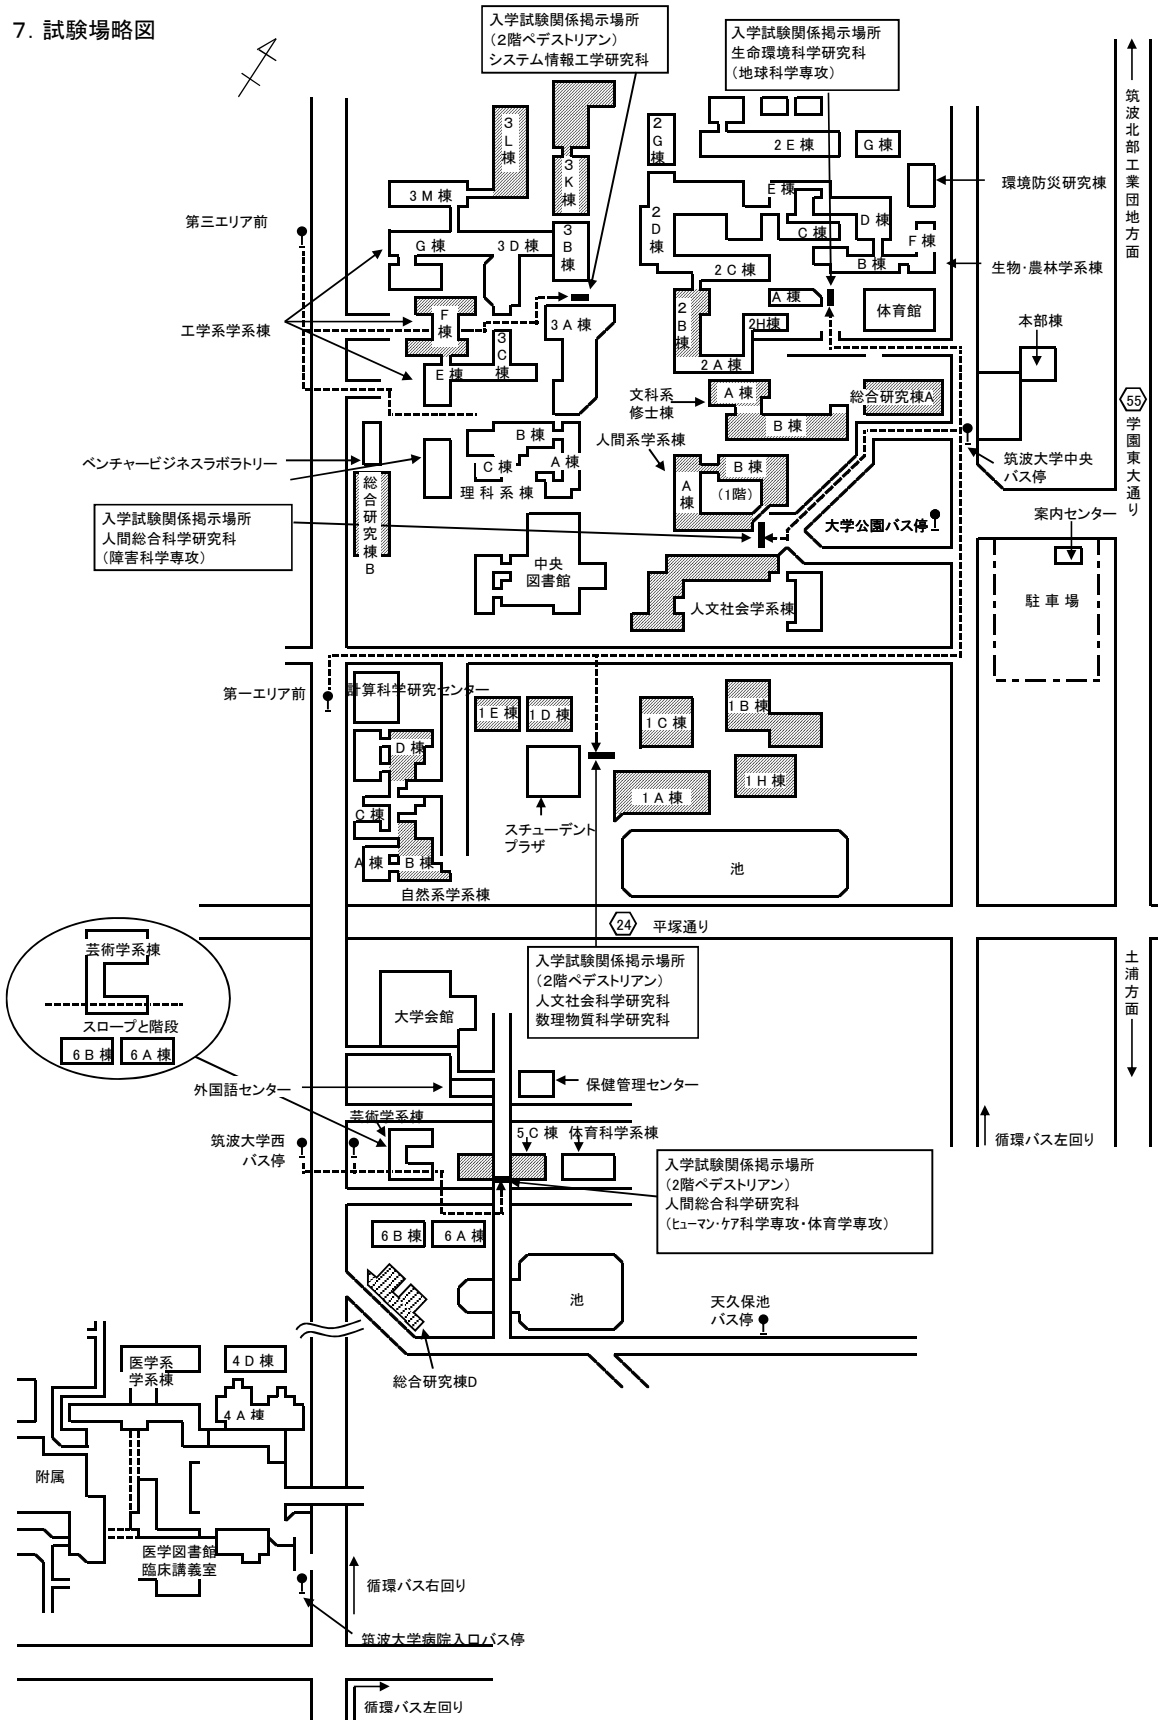 7. 試験場略図
入学試験関係掲示場所
(2階ペデストリアン)
システム情報工学研究科
入学試験関係掲示場所
生命環境科学研究科
(地球科学専攻)
筑波北部工業団地方面
3L棟
3K棟
2G棟
2E棟
G棟
環境防災研究棟
3M棟
E棟
第三エリア前
2D棟
D棟
C棟
F棟
G棟
3D棟
3B棟
B棟
生物・農林学系棟
2C棟
A棟
体育館
工学系学系棟
F棟
3A棟
2B棟
2H棟
本部棟
3C棟
2A棟
E棟
文科系
修士棟
A棟
総合研究棟A
55
学園東大通り
B棟
B棟
人間系学系棟
ベンチャービジネスラボラトリー
C棟
A棟
B棟
筑波大学中央
バス停
理科系棟
A棟
(1階)
総合研究棟B
入学試験関係掲示場所
人間総合科学研究科
(障害科学専攻)
大学公園バス停
案内センター
中央
図書館
人文社会学系棟
駐車場
第一エリア前
計算科学研究センター
1E棟
1D棟
1C棟
1B棟
D棟
1H棟
1A棟
C棟
スチューデント
プラザ
A棟
B棟
池
自然系学系棟
24
平塚通り
芸術学系棟
入学試験関係掲示場所
(2階ペデストリアン)
人文社会科学研究科
数理物質科学研究科
土浦方面
大学会館
スロープと階段
6B棟
6A棟
外国語センター
保健管理センター
芸術学系棟
5C棟
体育科学系棟
循環バス左回り
筑波大学西
バス停
入学試験関係掲示場所
(2階ペデストリアン)
人間総合科学研究科
(ヒューマン・ケア科学専攻・体育学専攻)
6B棟
6A棟
池
天久保池
バス停
医学系
学系棟
4D棟
総合研究棟D
4A棟
附属
医学図書館
臨床講義室
循環バス右回り
筑波大学病院入口バス停
循環バス左回り